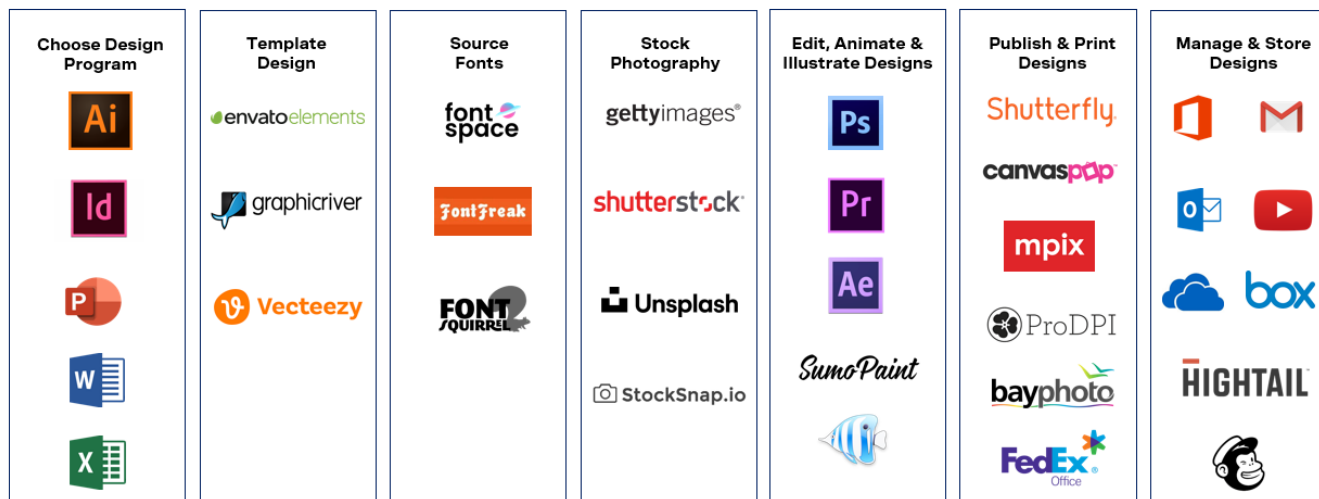 Choose Design
Program
Ai
Id
P
W
X
Template
Design
envatoelements
graphicriver
Vecteezy
Source
Fonts
font
space
FontFreak
FONT
SQUIRREL
Stock
Photography
gettyimages®
shutterstock
Unsplash
StockSnap.io
Edit, Animate &
Illustrate Designs
Ps
Pr
Ae
SumoPaint
Publish & Print
Designs
Shutterfly.
canvaspop™
mpix
ProDPI
bayphoto
FedEx®
Office
Manage & Store
Designs
O
box
HIGHTAIL